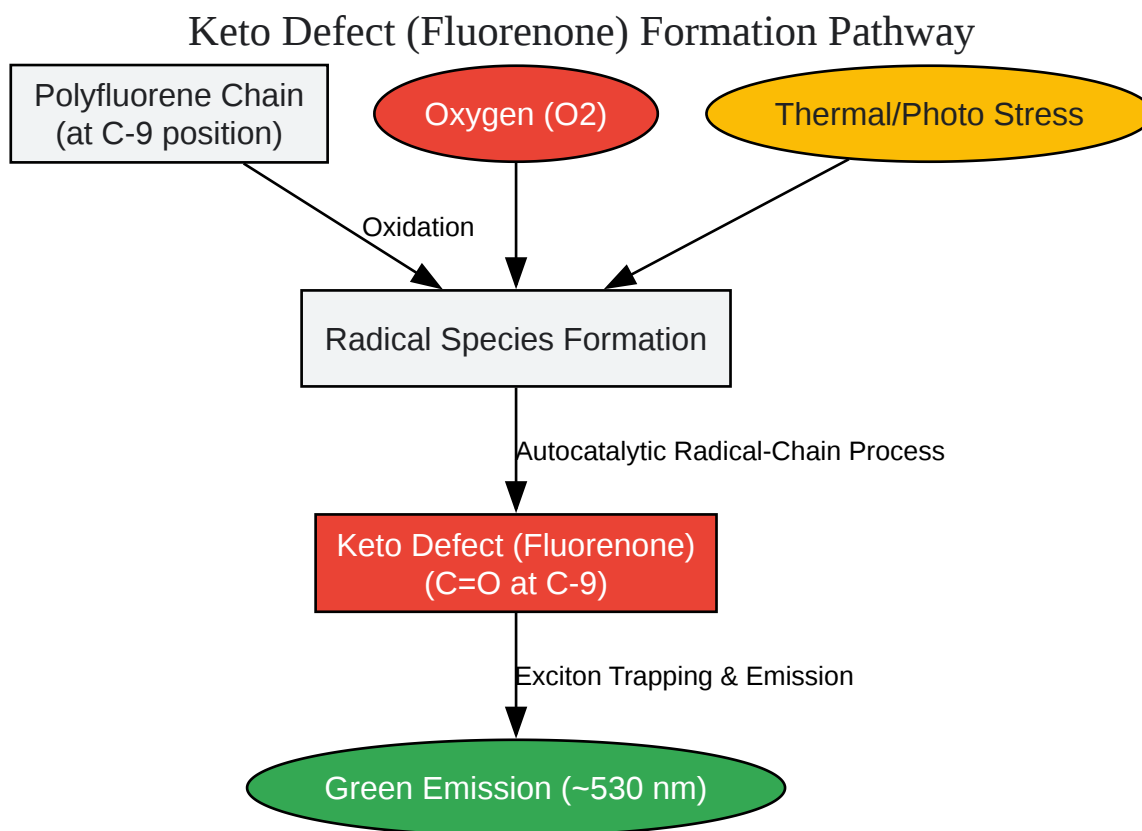 Keto Defect (Fluorenone) Formation Pathway
Polyfluorene Chain
(at C-9 position)
Oxygen (O2)
Thermal/Photo Stress
Oxidation
Radical Species Formation
Autocatalytic Radical-Chain Process
Keto Defect (Fluorenone)
(C=O at C-9)
Exciton Trapping & Emission
Green Emission (~530 nm)